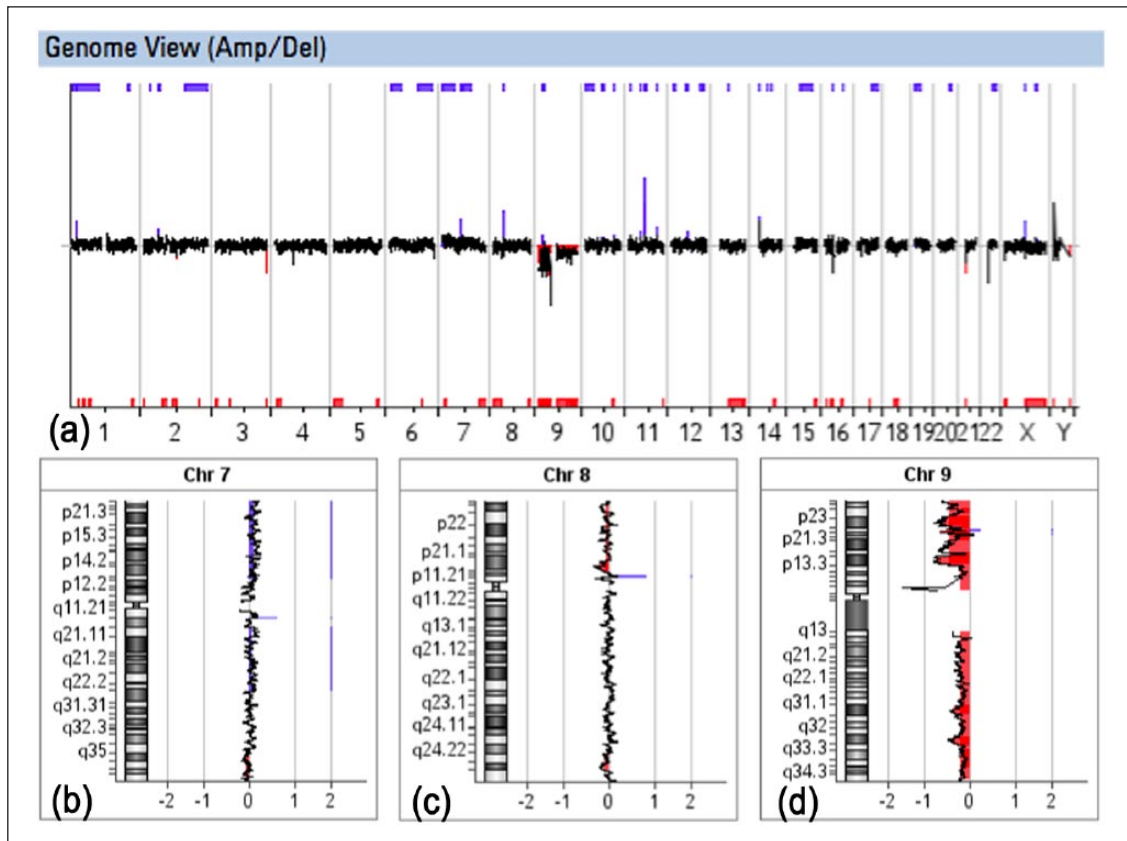 Genome View (Amp/Del)
(a) 1 2 3 4 5 6 7 8 9 10 11 12 13 14 15 16 17 18 19 20 21 22 X Y
Chr 7
p21.3
p15.3
p14.2
p12.2
q11.21
q21.11
q21.2
q22.2
q31.31
q32.3
q35
(b) -2 -1 0 1 2
Chr 8
p22
p21.1
p11.21
q11.22
q13.1
q21.12
q22.1
q23.1
q24.11
q24.22
(c) -2 -1 0 1 2
Chr 9
p23
p21.3
p13.3
q13
q21.2
q22.1
q31.1
q32
q33.3
q34.3
(d) -2 -1 0 1 2